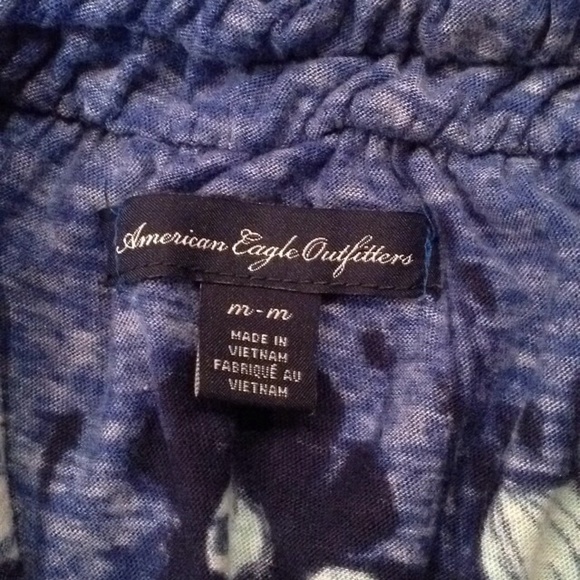 American Eagle Outfitters
m-m
MADE IN
VIETNAM
FABRIQUÉ AU
VIETNAM